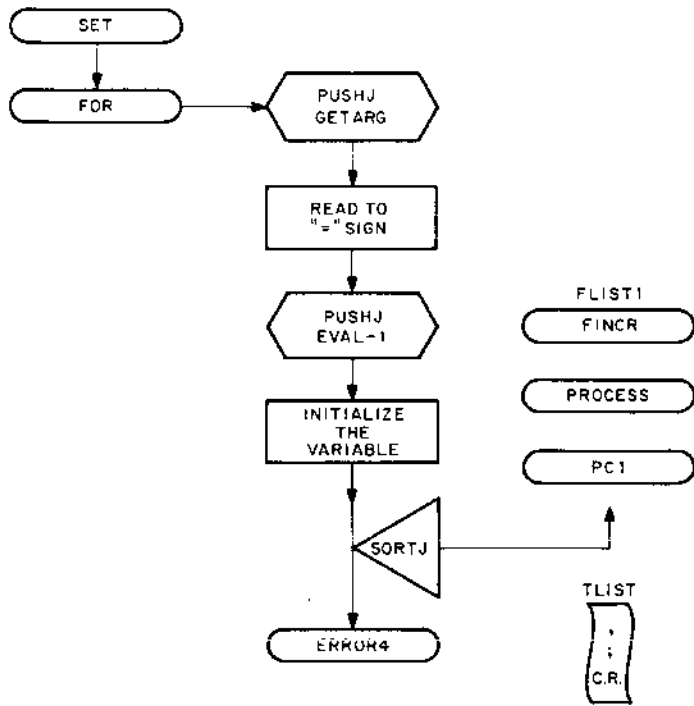 SET
FOR
PUSHJ
GETARG
READ TO
"=" SIGN
PUSHJ
EVAL-1
INITIALIZE
THE
VARIABLE
SORTJ
ERROR4
FLIST1
FINCR
PROCESS
PC1
TLIST
,
;
C.R.